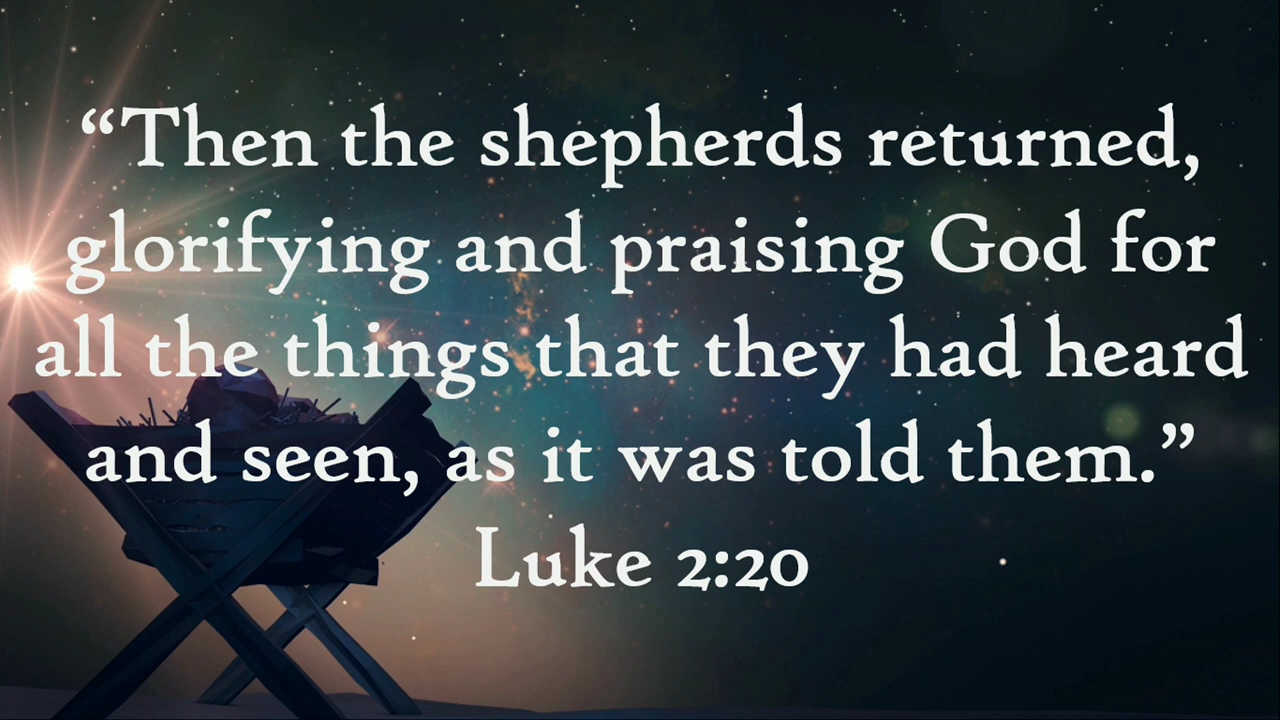 “Then the shepherds returned,
glorifying and praising God for
all the things that they had heard
and seen, as it was told them.”
Luke 2:20